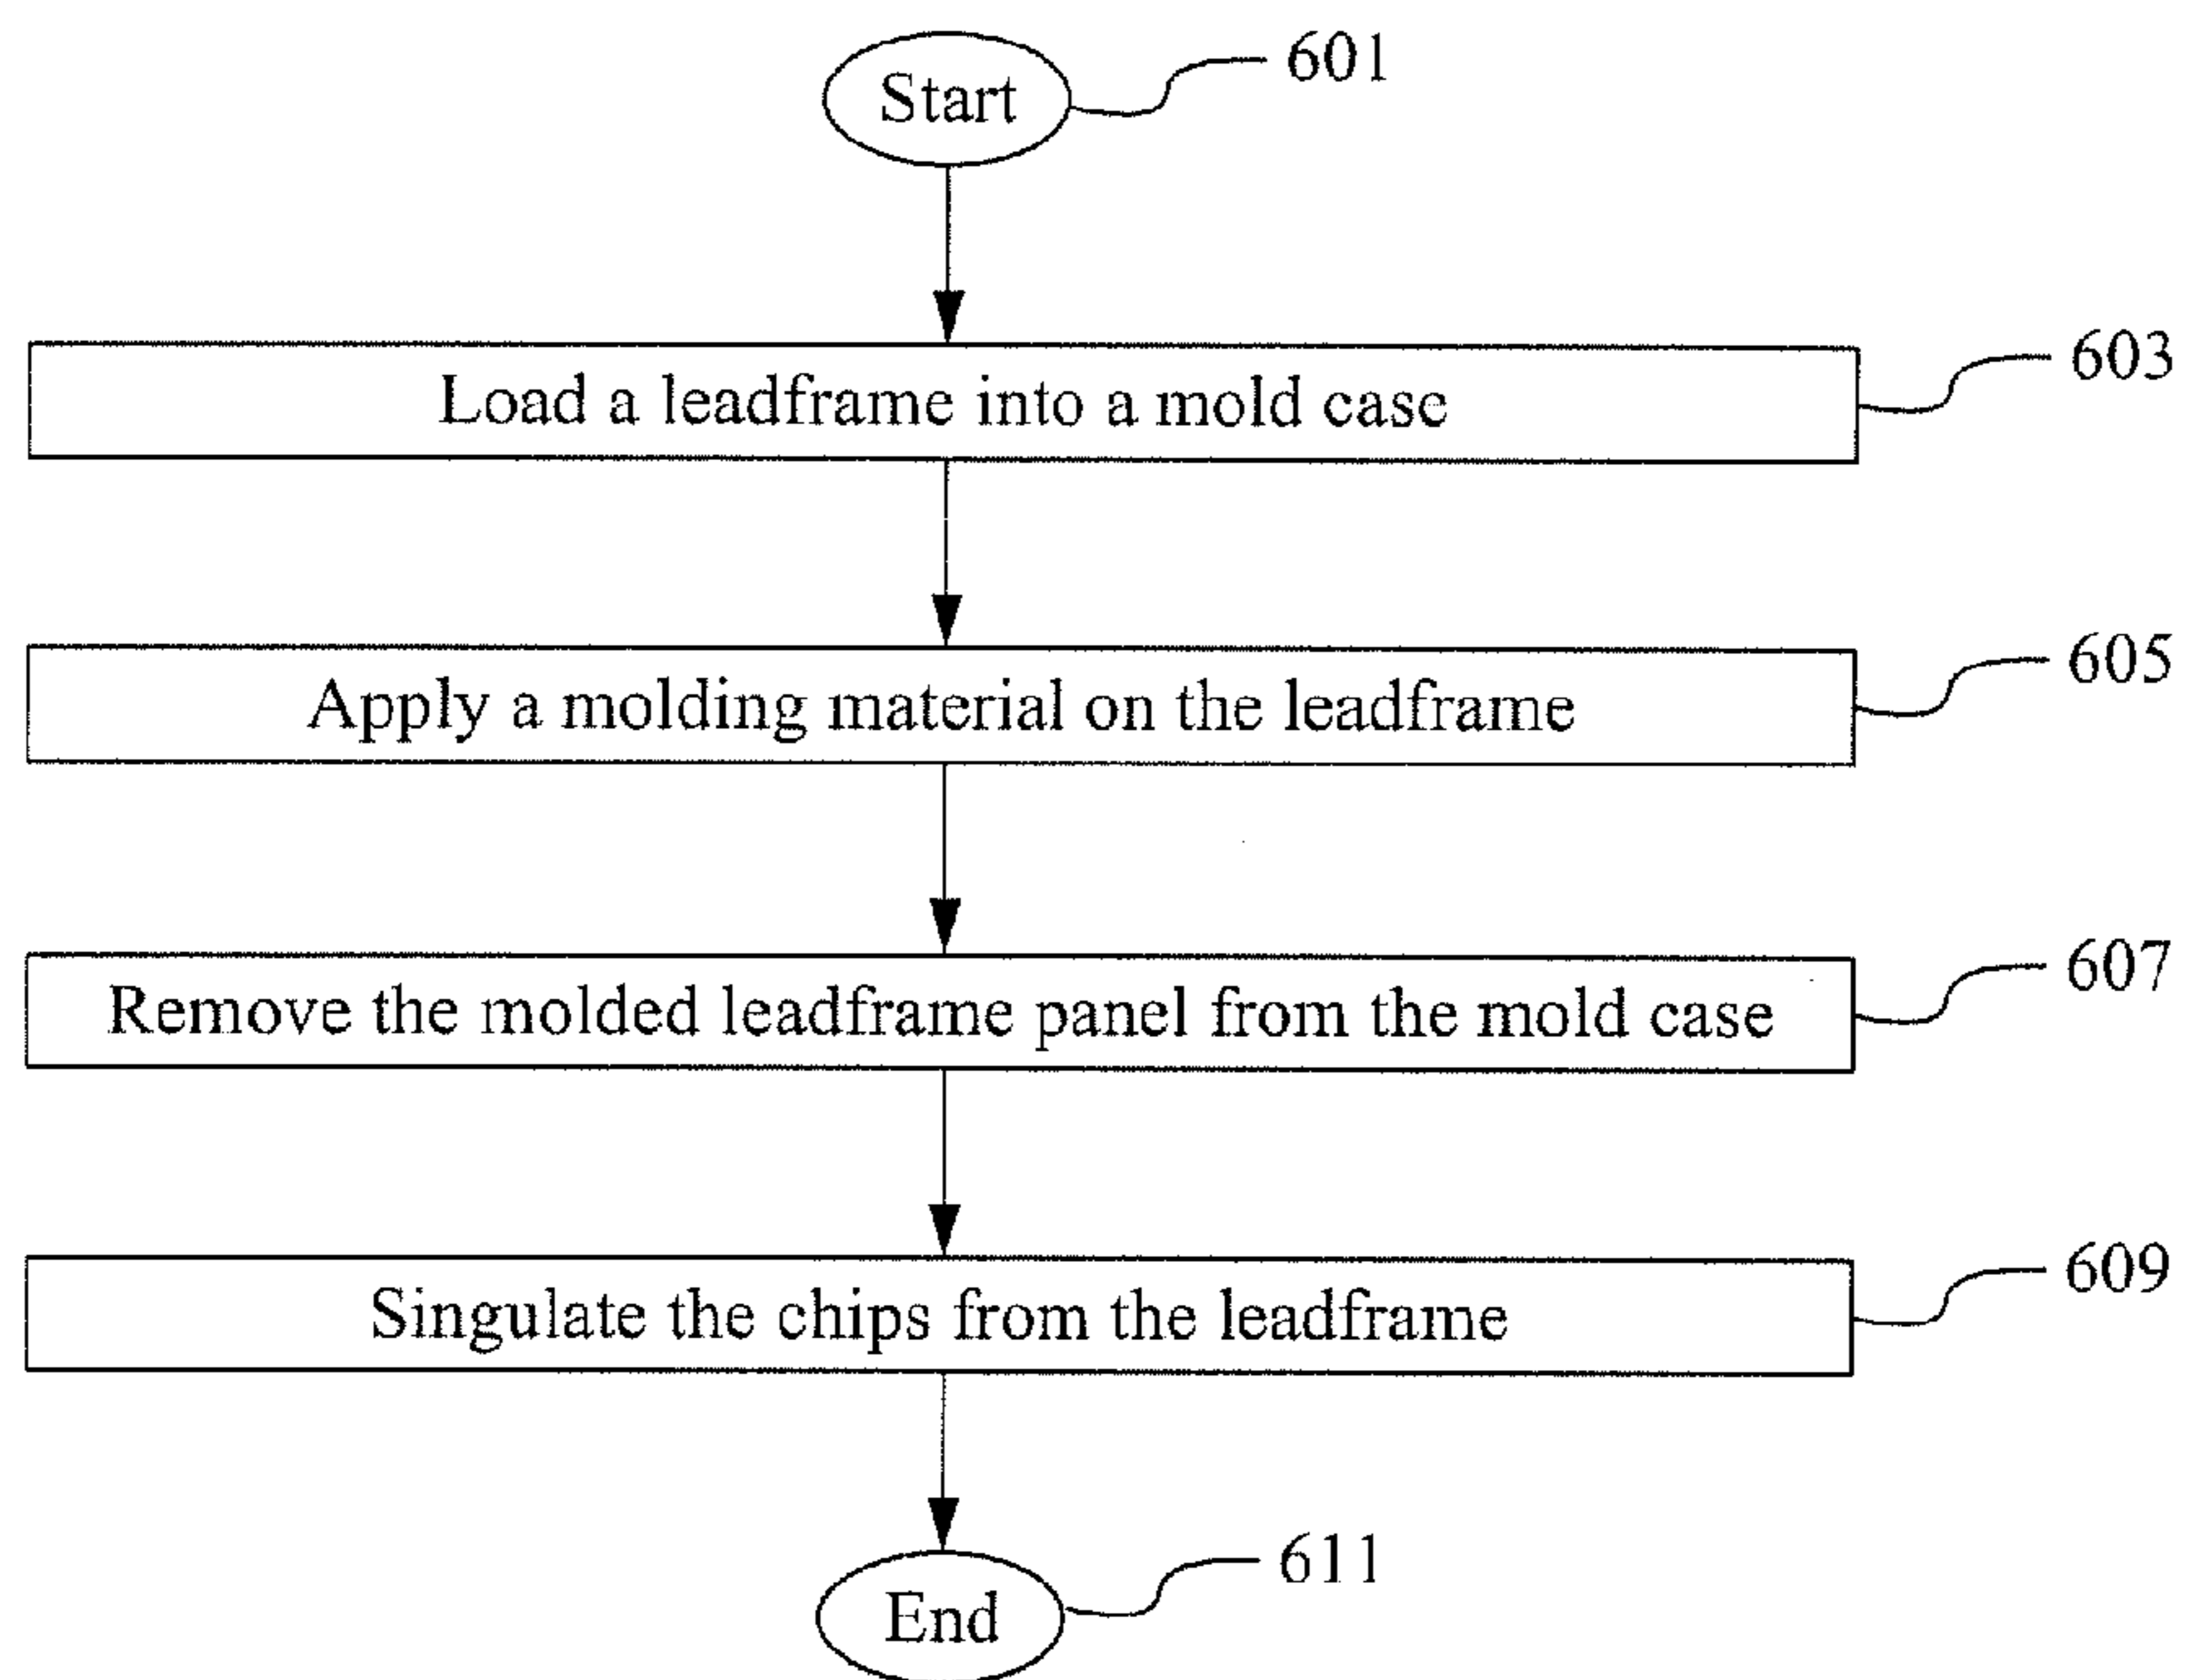 Start
601
Load a leadframe into a mold case
603
Apply a molding material on the leadframe
605
Remove the molded leadframe panel from the mold case
607
Singulate the chips from the leadframe
609
End
611